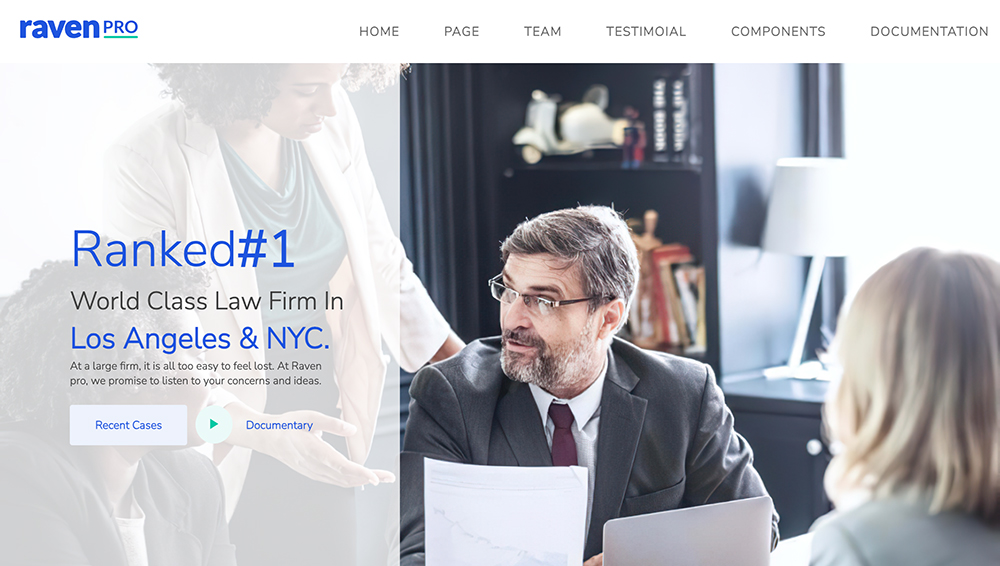 raven PRO
HOME PAGE TEAM TESTIMOIAL COMPONENTS DOCUMENTATION
Ranked#1
World Class Law Firm In
Los Angeles & NYC.
At a large firm, it is all too easy to feel lost. At Raven
pro, we promise to listen to your concerns and ideas.
Recent Cases
Documentary